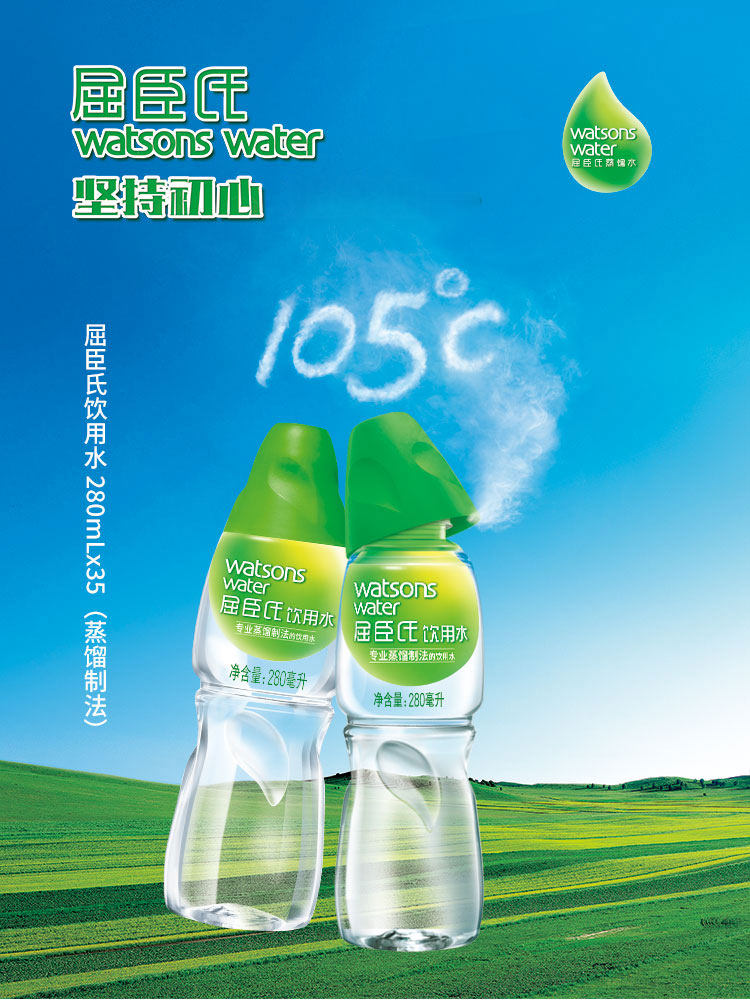 屈臣氏
watsons water
坚持初心
watsons
water
屈臣氏蒸馏水
105°C
屈臣氏饮用水 280mLx35（蒸馏制法）
watsons
water
屈臣氏 饮用水
专业蒸馏制法的饮用水
净含量:280毫升
watsons
water
屈臣氏 饮用水
专业蒸馏制法的饮用水
净含量:280毫升